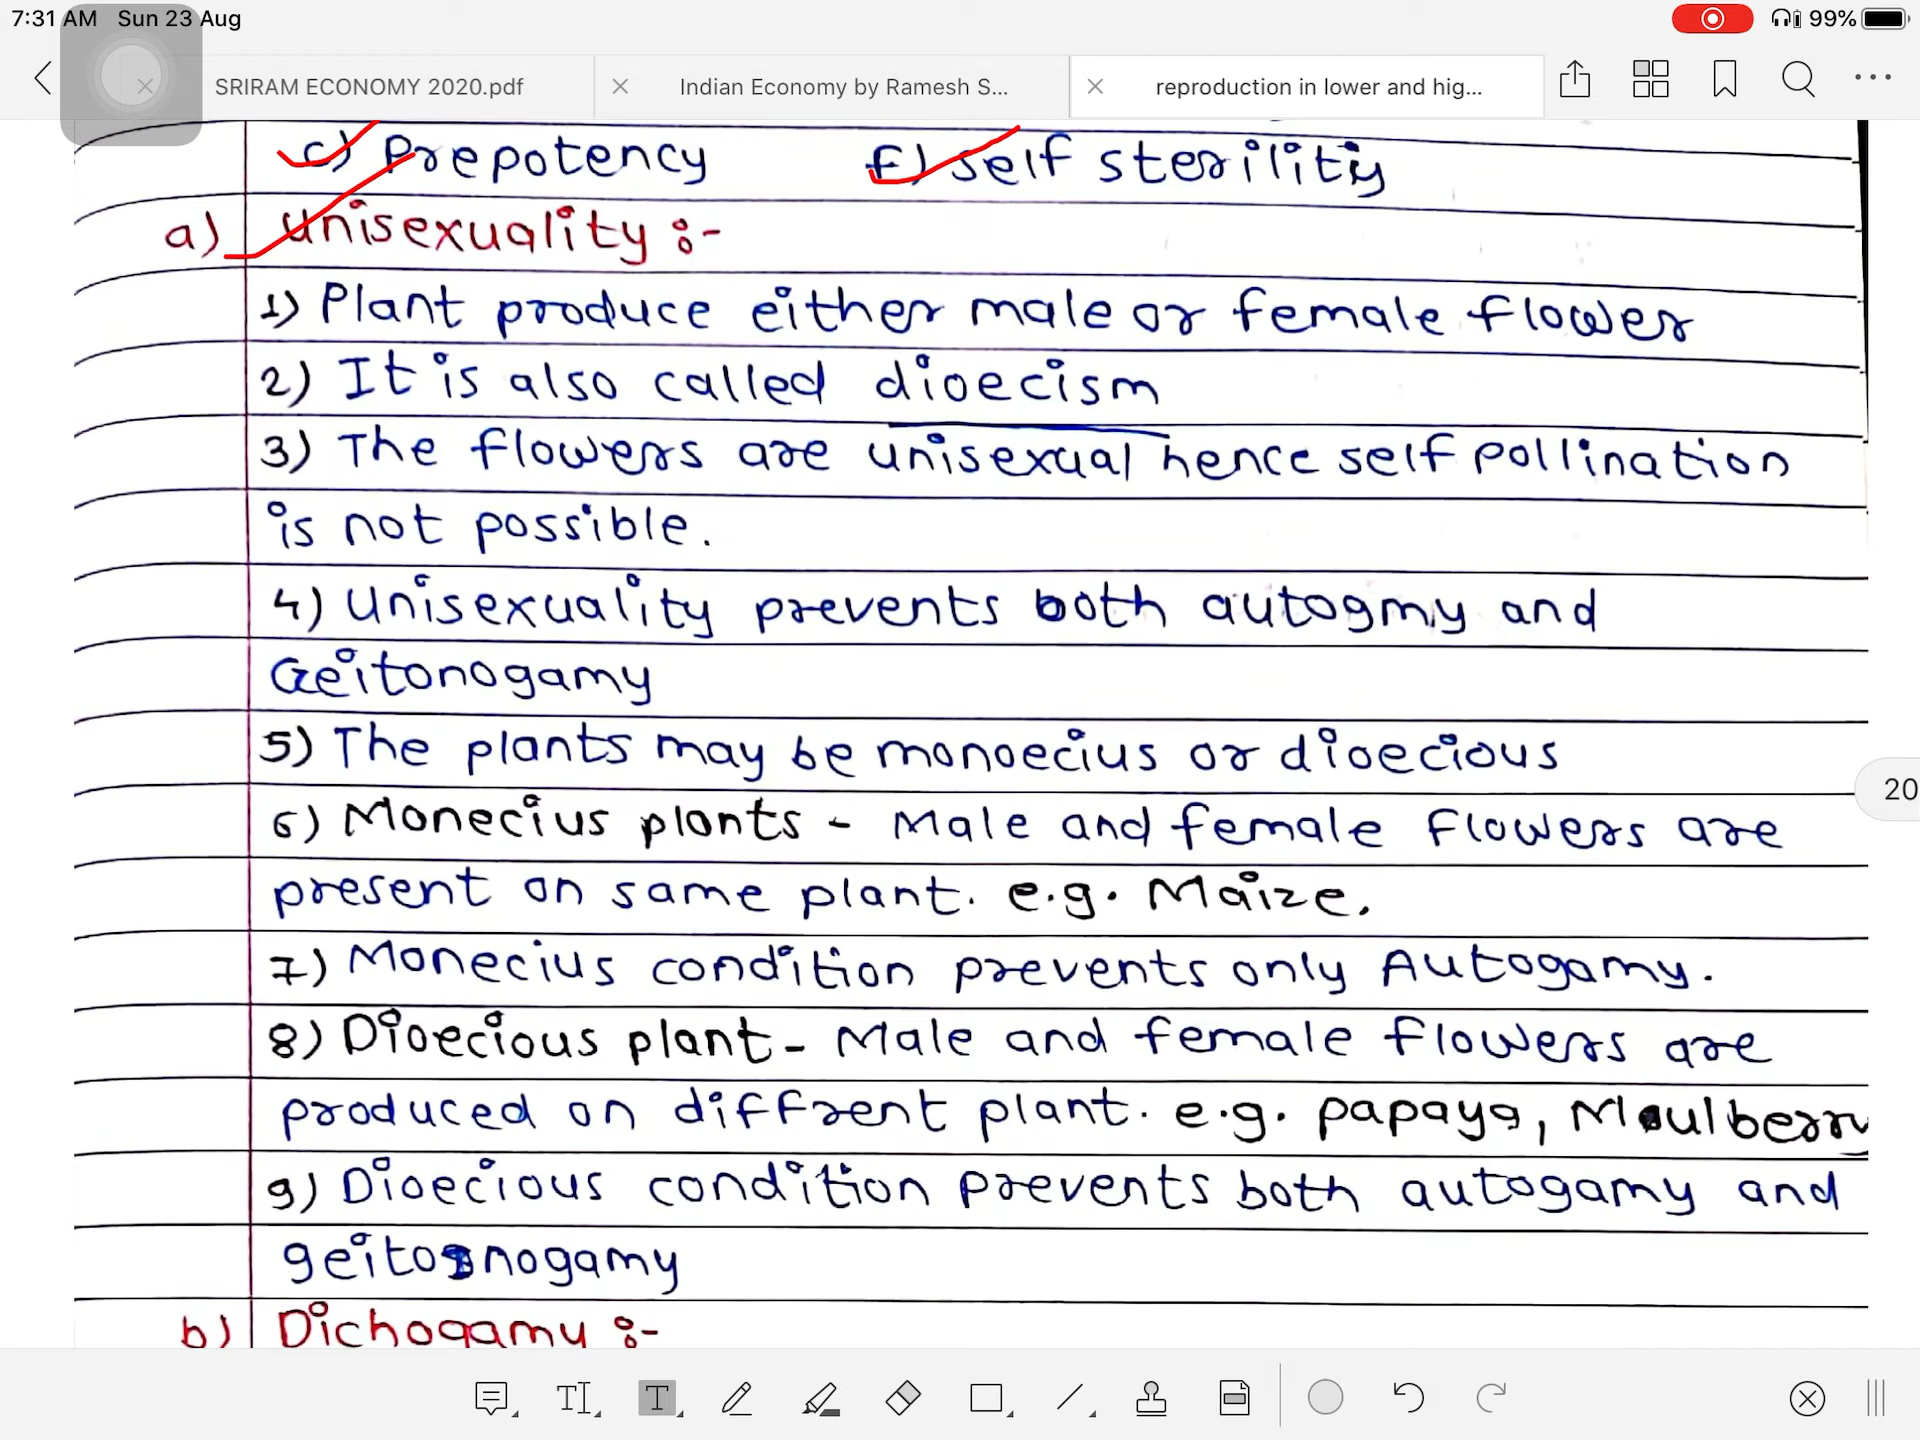 7:31 AM Sun 23 Aug 99%
SRIRAM ECONOMY 2020.pdf Indian Economy by Ramesh S... reproduction in lower and hig...
c) Prepotency f) self sterility
a) Unisexuality :-
1) Plant produce either male or female flower
2) It is also called dioecism
3) The flowers are unisexual hence self pollination
is not possible.
4) Unisexuality prevents both autogmy and
Geitonogamy
5) The plants may be monoecius or dioecious
6) Monecius plants - Male and female flowers are
present on same plant. e.g. Maize.
7) Monecius condition prevents only Autogamy.
8) Dioecious plant - Male and female flowers are
produced on diffrent plant. e.g. papaya, Moulberry
9) Dioecious condition prevents both autogamy and
geitonogamy
b) Dichogamy :-
20